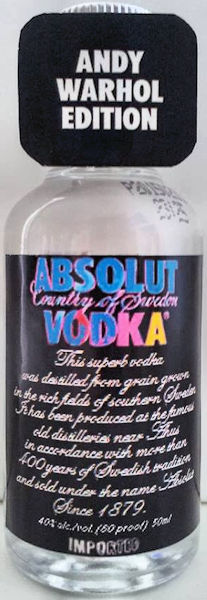 ANDY
WARHOL
EDITION
ABSOLUT
Country of Sweden
VODKA
This superb vodka
was distilled from grain grown
in the rich fields of southern Sweden
It has been produced at the famous
old distilleries near Åhus
in accordance with more than
400 years of Swedish tradition
and sold under the name Absolut
Since 1879.
40% alc./vol. (80 proof) 50ml
IMPORTED